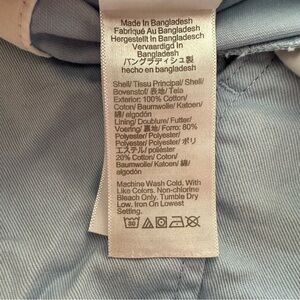 Made In Bangladesh
Fabriqué Au Bangladesh
Hergestellt In Bangladesch
Vervaardigd In
Bangladesh
バングラディシュ製
hecho en bangladesh
Shell/ Tissu Principal/ Shell/
Bovenstof/ 表地/ Tela
Exterior: 100% Cotton/
Coton/ Baumwolle/ Katoen/
綿/ algodón
Lining/ Doublure/ Futter/
Voering/ 裏地/ Forro: 80%
Polyester/ Polyester/
Polyester/ Polyester/ ポリ
エステル/ poliéster
20% Cotton/ Coton/
Baumwolle/ Katoen/ 綿/
algodón
Machine Wash Cold, With
Like Colors. Non-chlorine
Bleach Only. Tumble Dry
Low. Iron On Lowest
Setting.
30